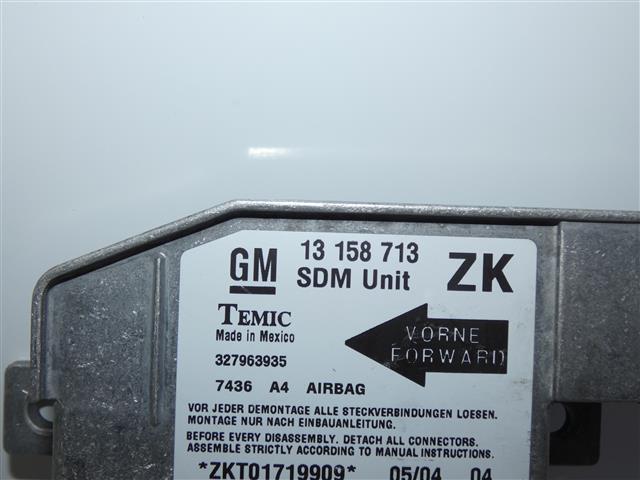 GM 13 158 713 ZK
SDM Unit
TEMIC
Made in Mexico
VORNE
FORWARD
327963935
7436 A4 AIRBAG
VOR JEDER DEMONTAGE ALLE STECKVERBINDUNGEN LOESEN.
MONTAGE NUR NACH EINBAUANLEITUNG.
BEFORE EVERY DISASSEMBLY. DETACH ALL CONNECTORS.
ASSEMBLE STRICTLY ACCORDING TO MANUAL INSTRUCTIONS.
*ZKT01719909* 05/04 04